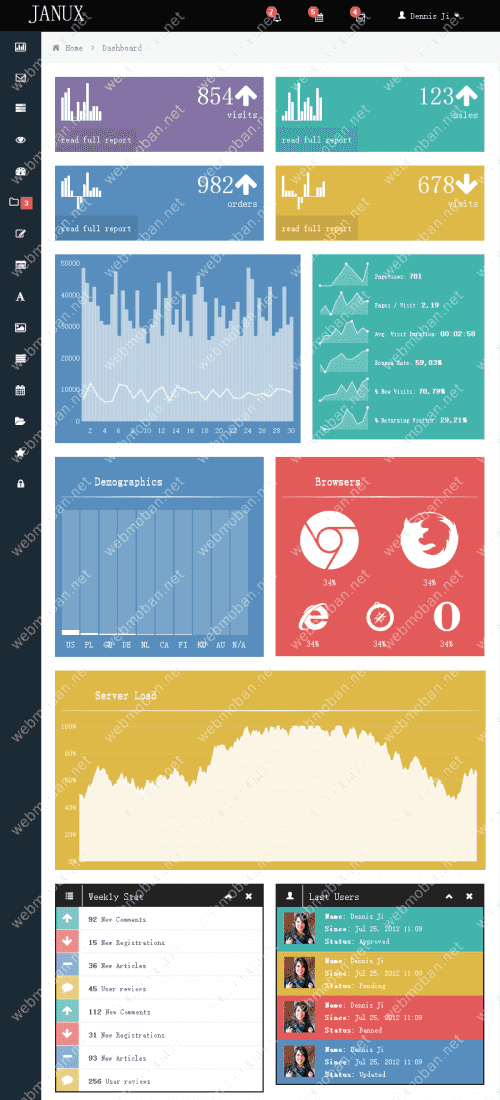 JANUX
7
5
4
Dennis Ji
Home > Dashboard
854
visits
read full report
123
sales
read full report
982
orders
read full report
678
visits
read full report
50000
40000
30000
20000
10000
0
2 4 6 8 10 12 14 16 18 20 22 24 26 28 30
Pageviews: 781
Pages / Visit: 2,19
Avg. Visit Duration: 00:02:58
Bounce Rate: 59,83%
% New Visits: 70,79%
% Returning Visitor: 29,21%
3
Demographics
US PL GB DE NL CA FI RU AU N/A
Browsers
34%
34%
34%
34%
34%
Server Load
100%
80%
60%
40%
20%
0%
Weekly Stat
92 New Comments
15 New Registrations
36 New Articles
45 User reviews
112 New Comments
31 New Registrations
93 New Articles
256 User reviews
Last Users
Name: Dennis Ji
Since: Jul 25, 2012 11:09
Status: Approved
Name: Dennis Ji
Since: Jul 25, 2012 11:09
Status: Pending
Name: Dennis Ji
Since: Jul 25, 2012 11:09
Status: Banned
Name: Dennis Ji
Since: Jul 25, 2012 11:09
Status: Updated
webmoban.net